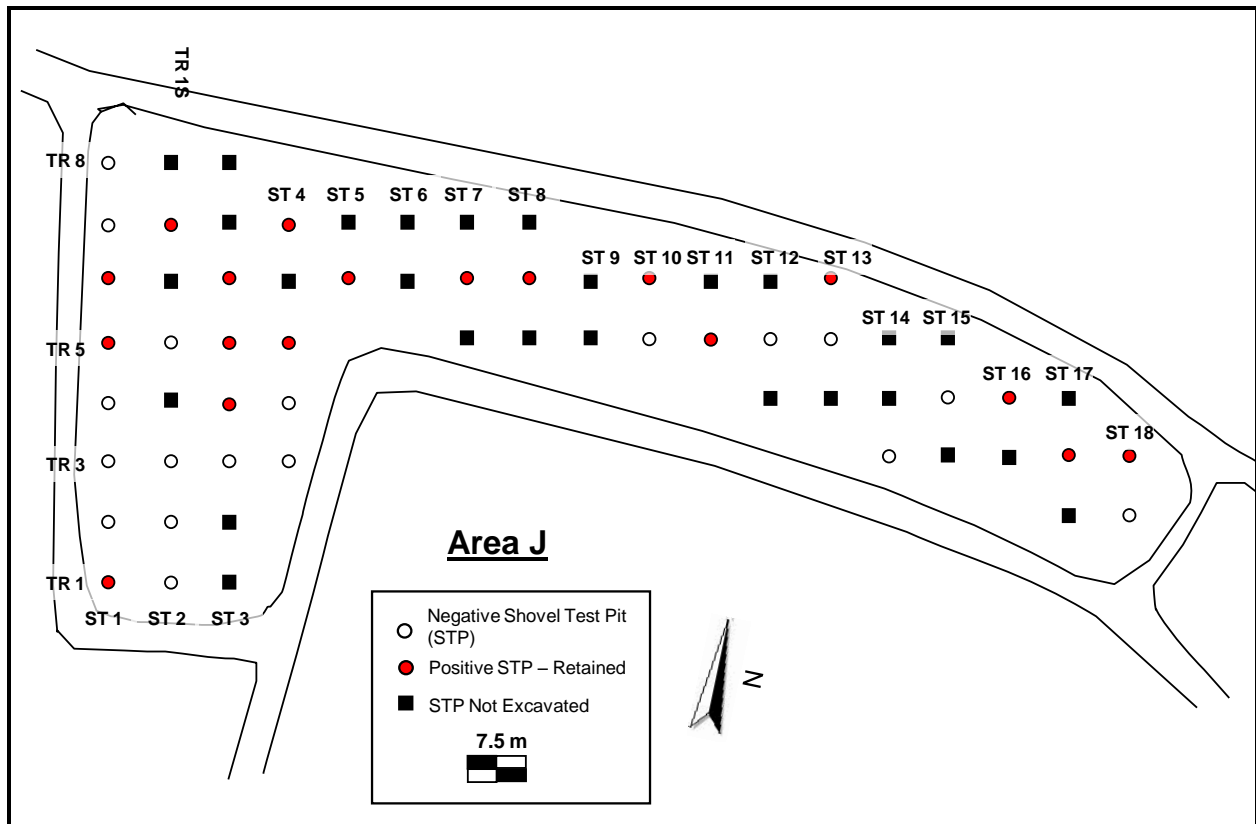 TR 1S
TR 8
ST 4 ST 5 ST 6 ST 7 ST 8
ST 9 ST 10 ST 11 ST 12 ST 13
ST 14 ST 15
TR 5
ST 16 ST 17
ST 18
TR 3
Area J
TR 1
ST 1 ST 2 ST 3
Negative Shovel Test Pit
(STP)
Positive STP – Retained
STP Not Excavated
7.5 m
N